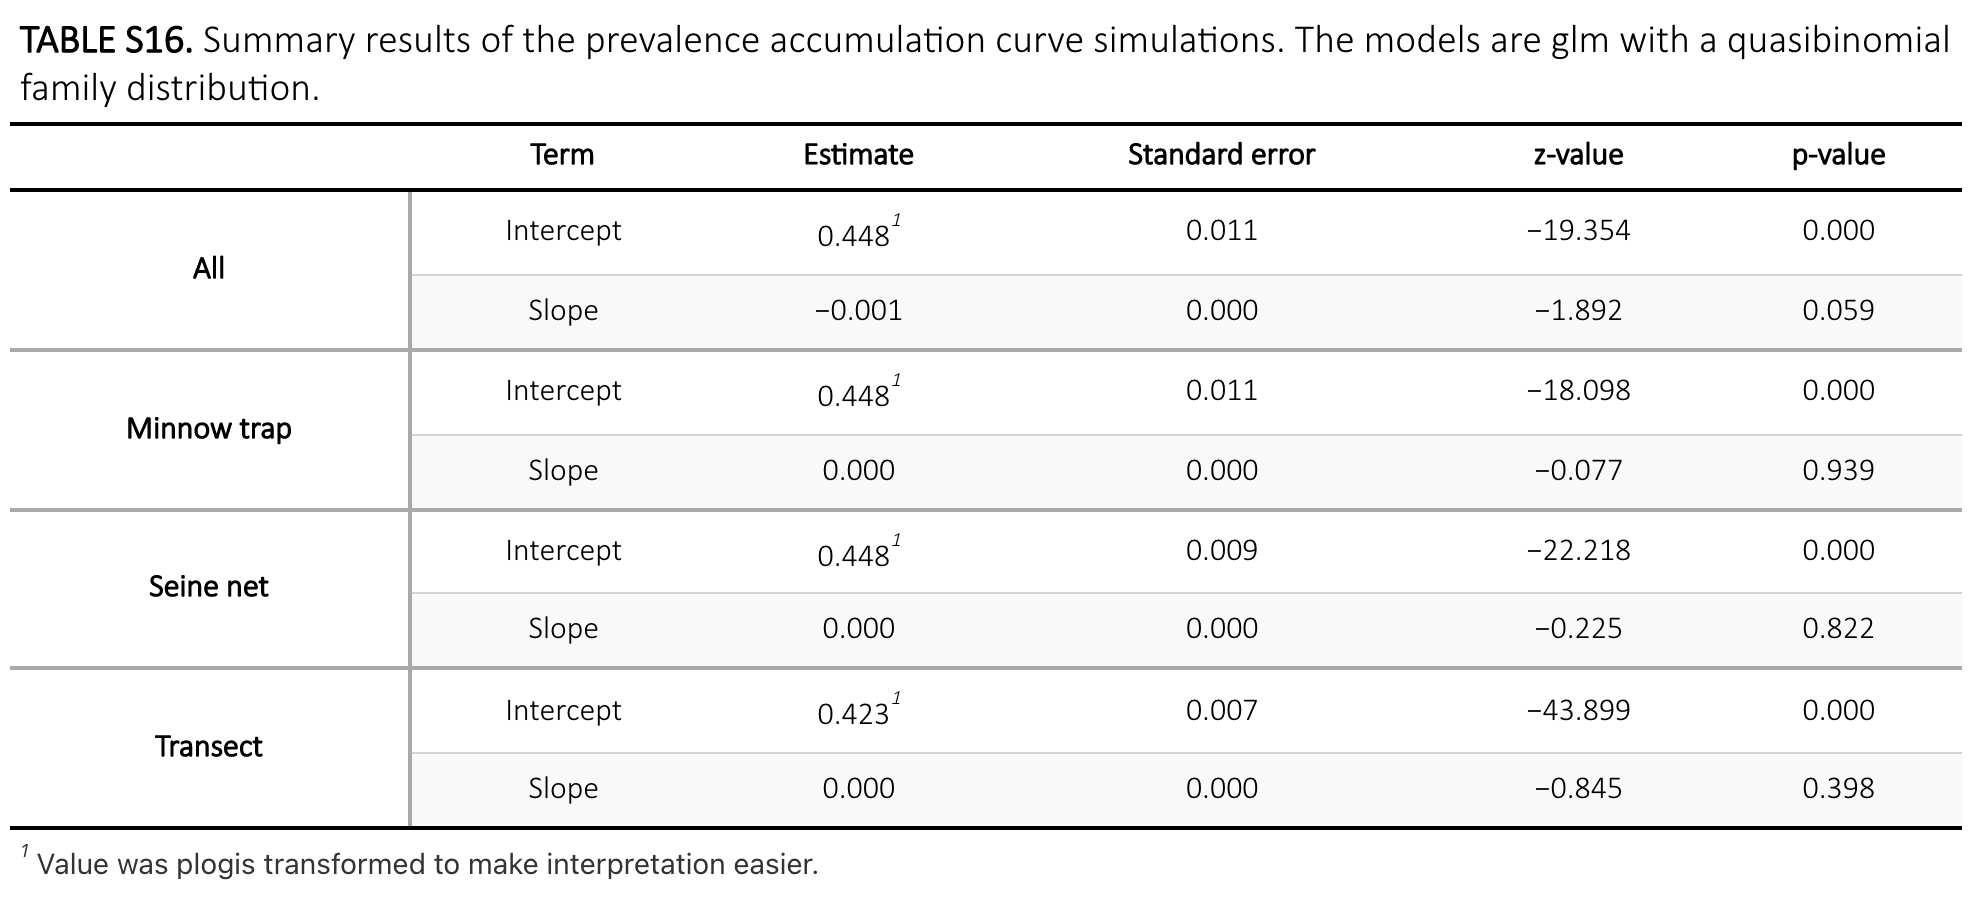 TABLE S16. Summary results of the prevalence accumulation curve simulations. The models are glm with a quasibinomial
family distribution.
Term Estimate Standard error z-value p-value
All
Intercept 0.448¹ 0.011 −19.354 0.000
Slope −0.001 0.000 −1.892 0.059
Minnow trap
Intercept 0.448¹ 0.011 −18.098 0.000
Slope 0.000 0.000 −0.077 0.939
Seine net
Intercept 0.448¹ 0.009 −22.218 0.000
Slope 0.000 0.000 −0.225 0.822
Transect
Intercept 0.423¹ 0.007 −43.899 0.000
Slope 0.000 0.000 −0.845 0.398
¹ Value was plogis transformed to make interpretation easier.